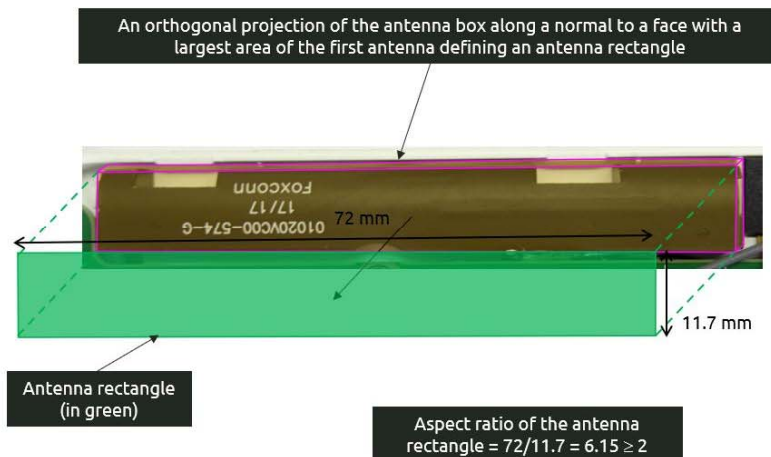 An orthogonal projection of the antenna box along a normal to a face with a
largest area of the first antenna defining an antenna rectangle
01020VC00-574-G
17/17
Foxconn
72 mm
11.7 mm
Antenna rectangle
(in green)
Aspect ratio of the antenna
rectangle = 72/11.7 = 6.15 ≥ 2